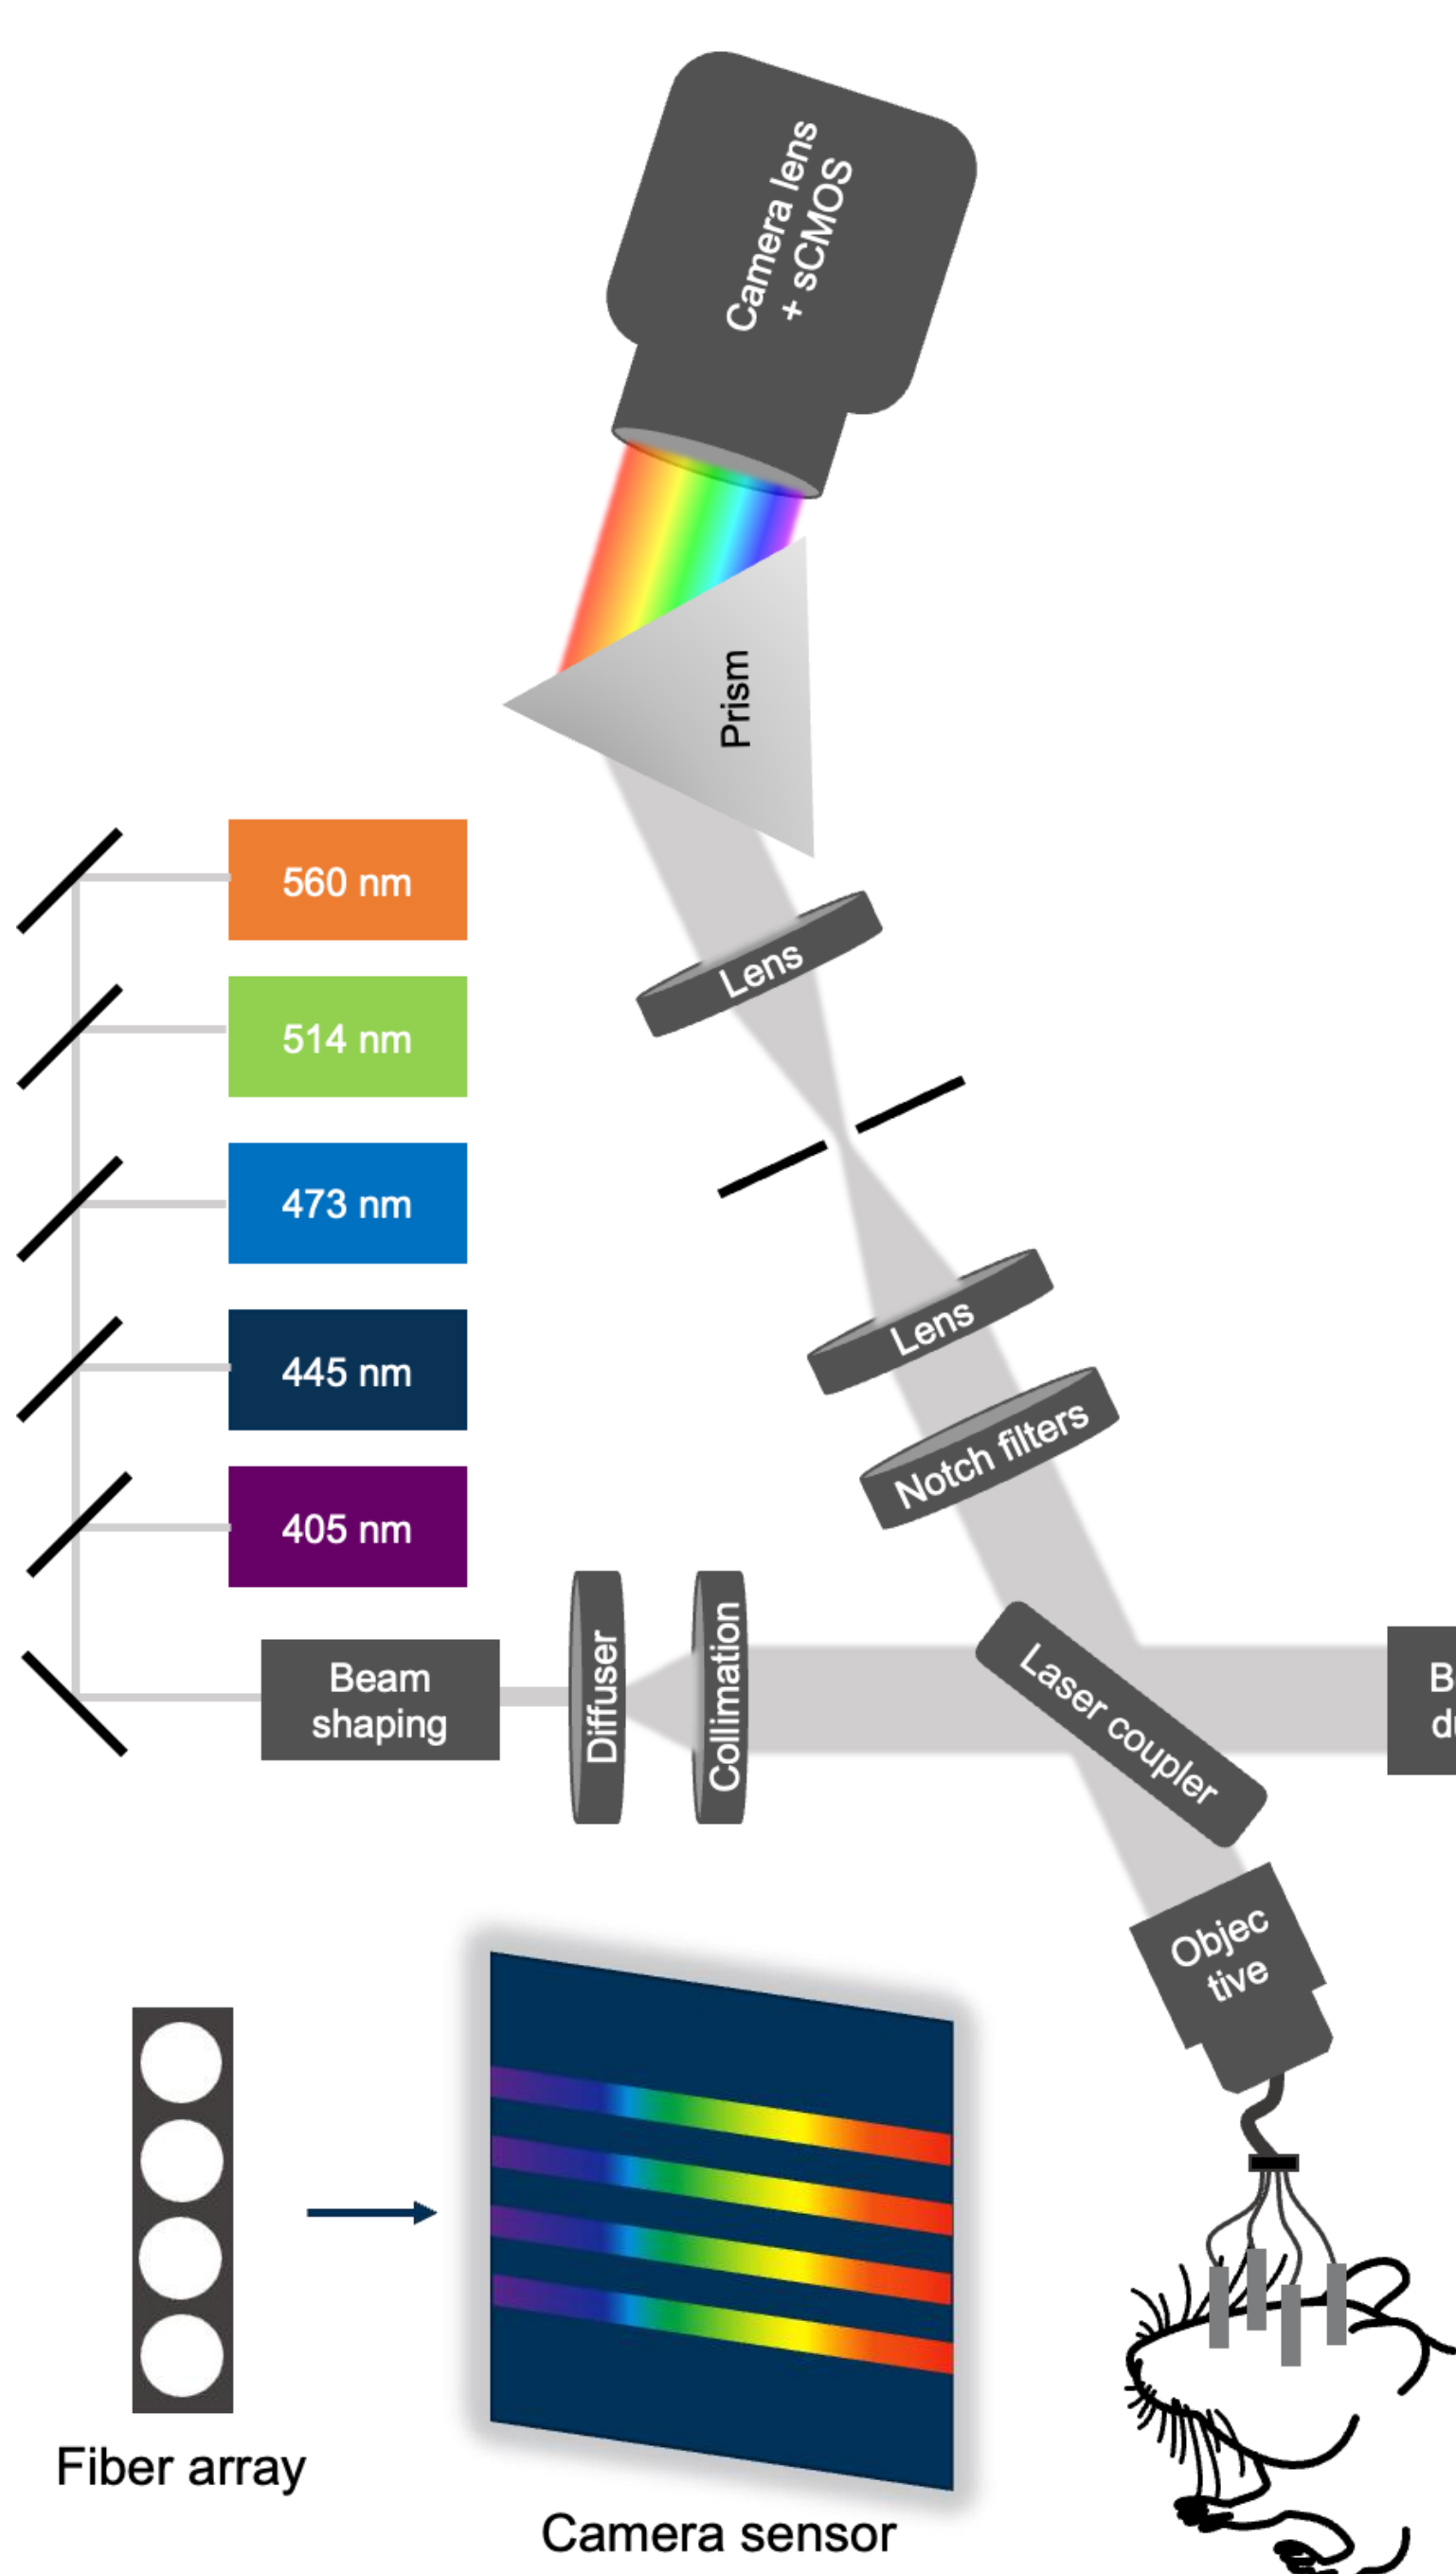 Camera lens
+ sCMOS
Prism
560 nm
Lens
514 nm
473 nm
Lens
445 nm
Notch filters
405 nm
Beam
shaping
Diffuser
Collimation
Laser coupler
Objec
tive
Fiber array
Camera sensor